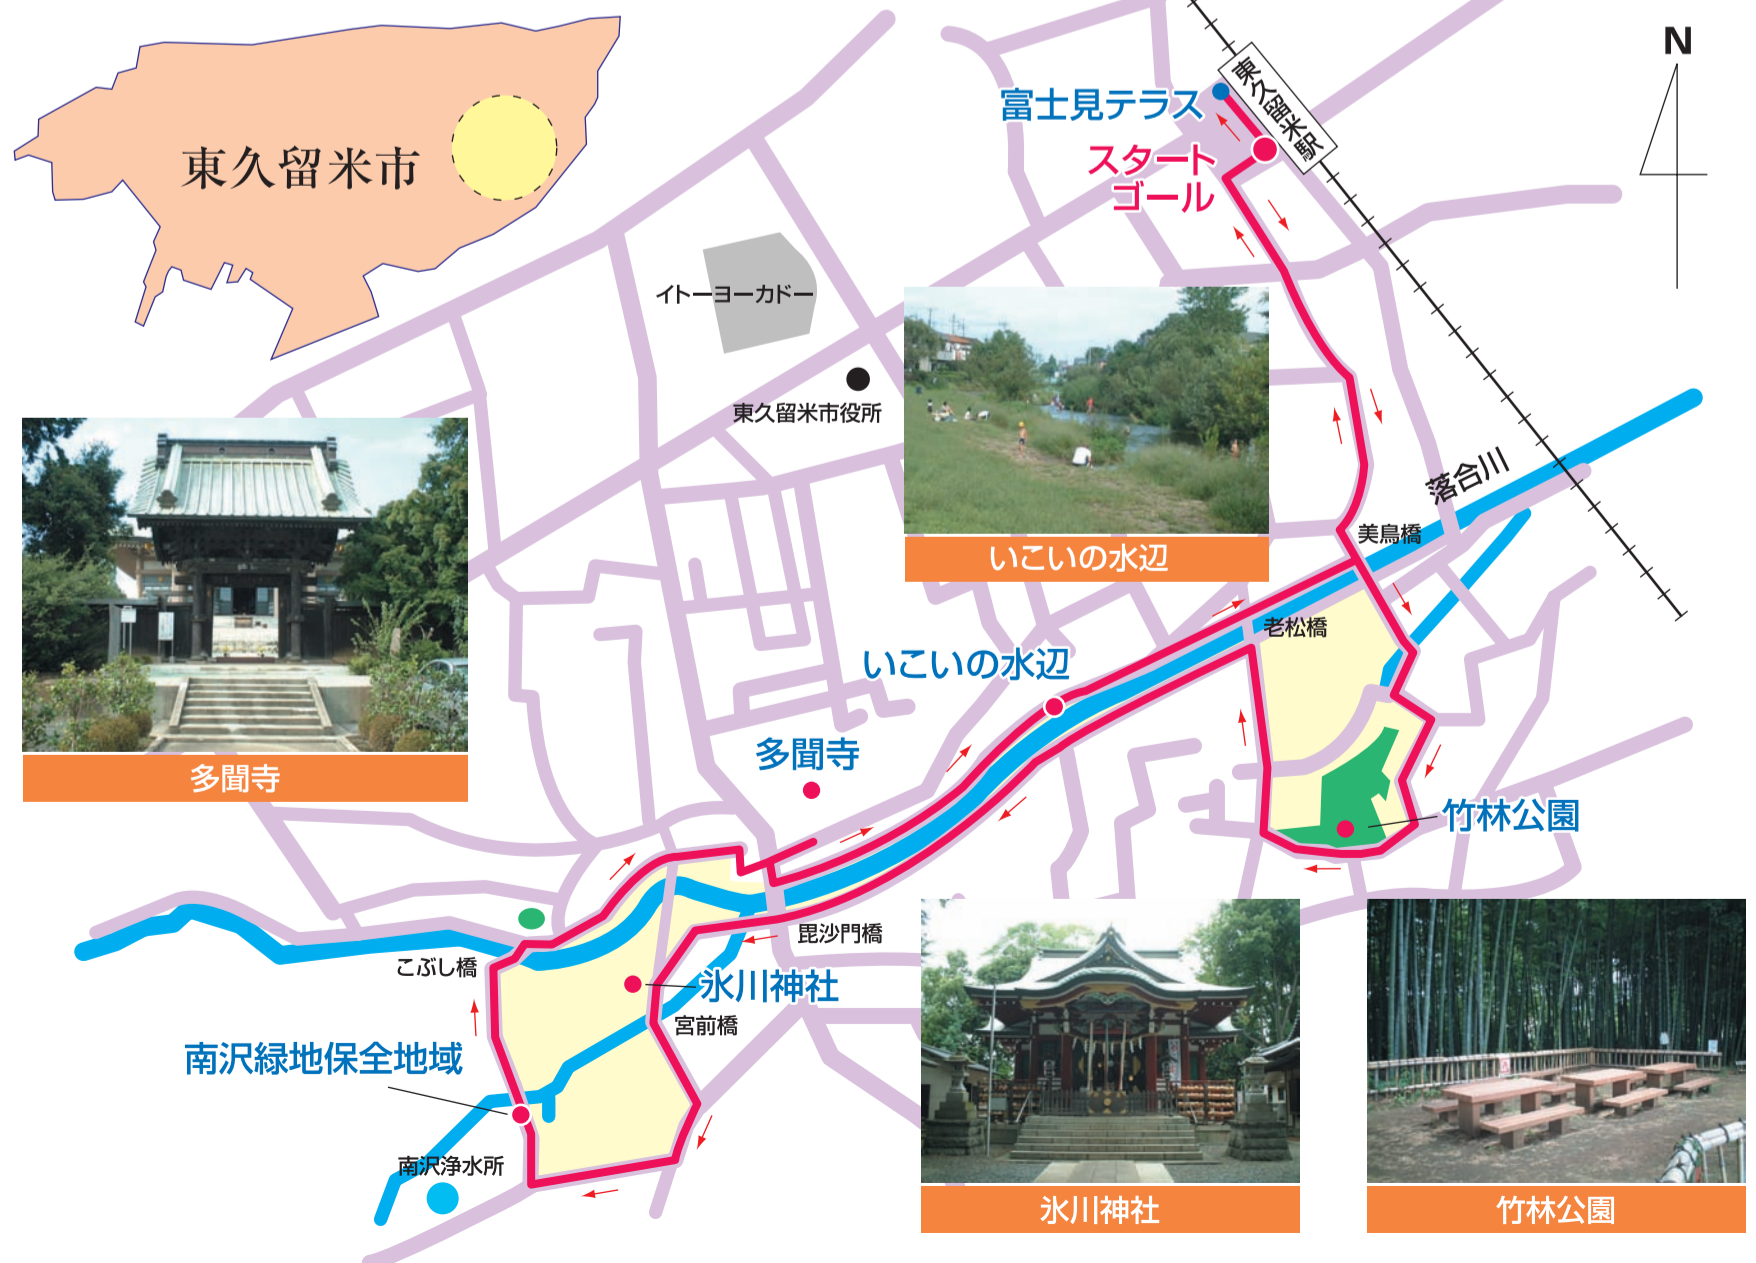 東久留米市
N
東久留米駅
富士見テラス
スタート
ゴール
イトーヨーカドー
東久留米市役所
落合川
美鳥橋
いこいの水辺
老松橋
いこいの水辺
多聞寺
多聞寺
竹林公園
毘沙門橋
こぶし橋
氷川神社
宮前橋
南沢緑地保全地域
南沢浄水所
氷川神社
竹林公園